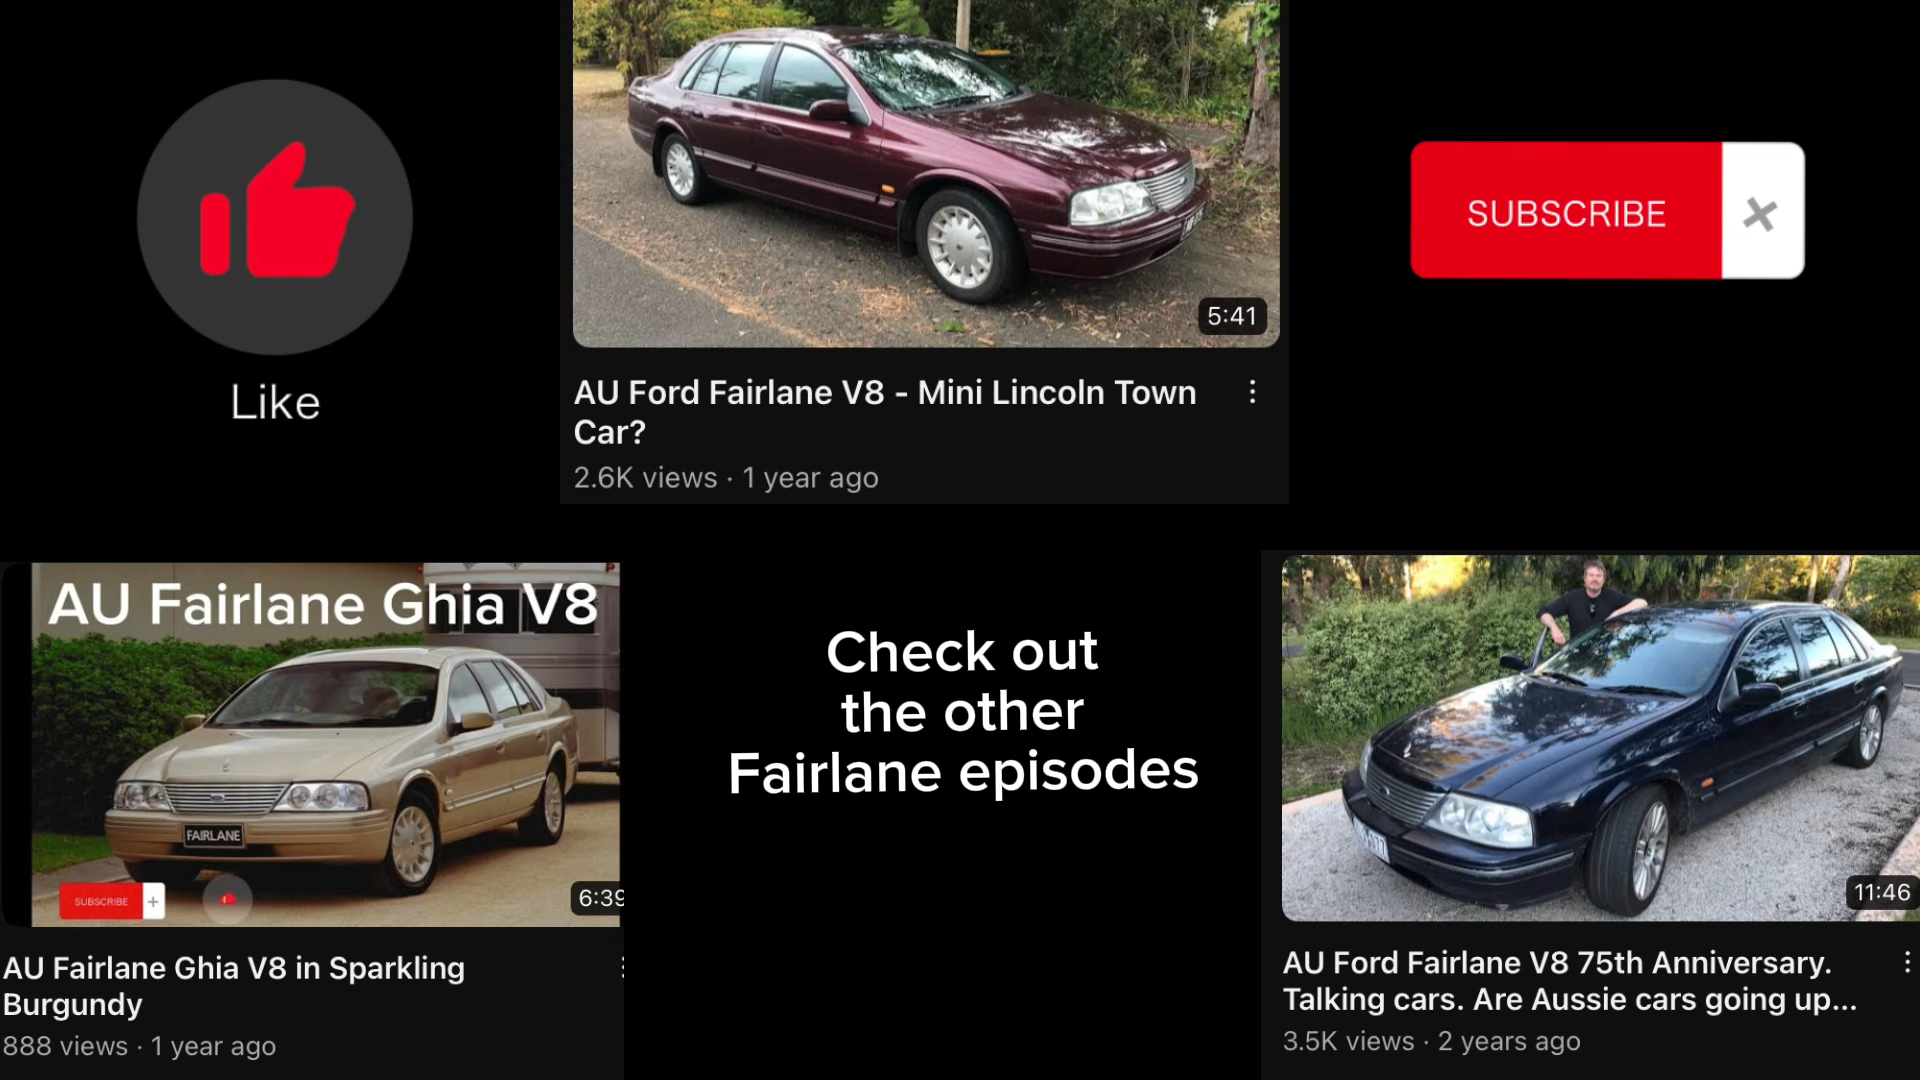 5:41
Like
SUBSCRIBE
AU Ford Fairlane V8 - Mini Lincoln Town
Car?
2.6K views · 1 year ago
AU Fairlane Ghia V8
FAIRLANE
SUBSCRIBE
6:39
AU Fairlane Ghia V8 in Sparkling
Burgundy
888 views · 1 year ago
Check out
the other
Fairlane episodes
11:46
AU Ford Fairlane V8 75th Anniversary.
Talking cars. Are Aussie cars going up...
3.5K views · 2 years ago